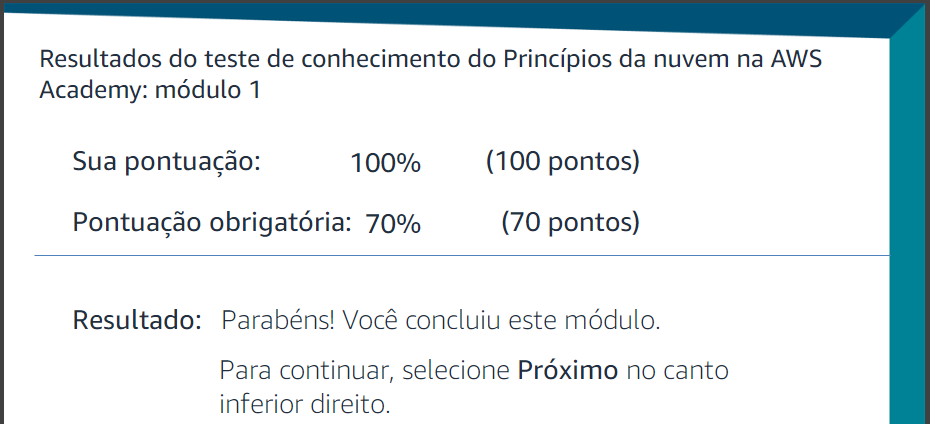 Resultados do teste de conhecimento do Princípios da nuvem na AWS
Academy: módulo 1
Sua pontuação: 100% (100 pontos)
Pontuação obrigatória: 70% (70 pontos)
Resultado: Parabéns! Você concluiu este módulo.
Para continuar, selecione Próximo no canto
inferior direito.